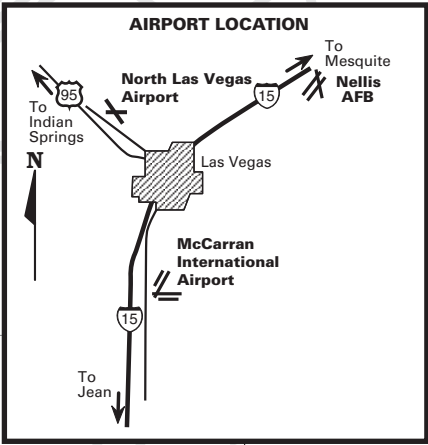 AIRPORT LOCATION
To
Mesquite
North Las Vegas
Airport
Nellis
AFB
95
15
To
Indian
Springs
N
Las Vegas
McCarran
International
Airport
15
To
Jean